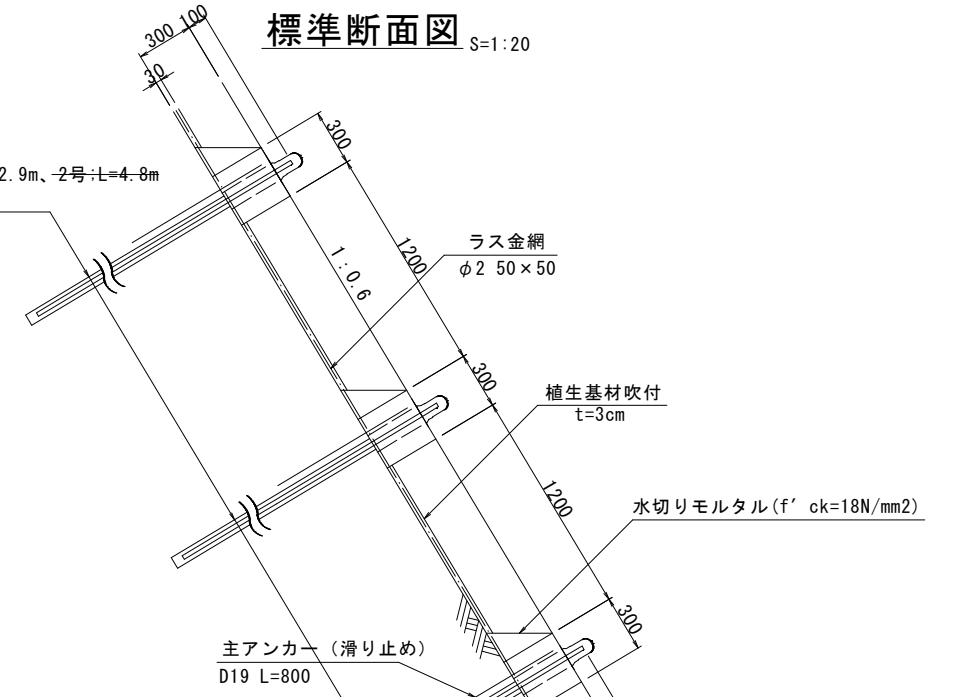 標準断面図 S=1:20
300 100
30
300
2.9m、2号;L=4.8m
1200
ラス金網
φ2 50×50
1:0.6
300
植生基材吹付
t=3cm
1200
水切りモルタル(f′ck=18N/mm2)
300
主アンカー（滑り止め）
D19 L=800